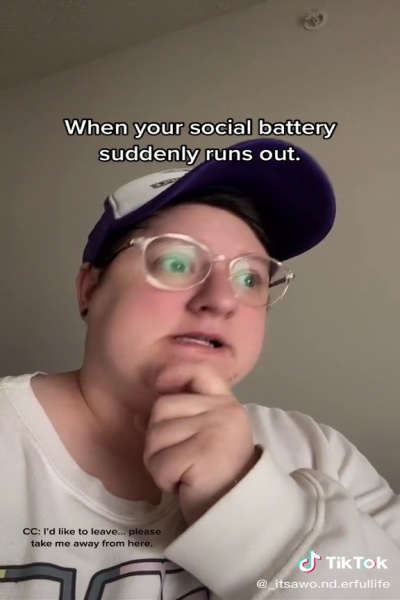 When your social battery
suddenly runs out.
CC: I'd like to leave... please
take me away from here.
TikTok
@_itsawo.nd.erfullife